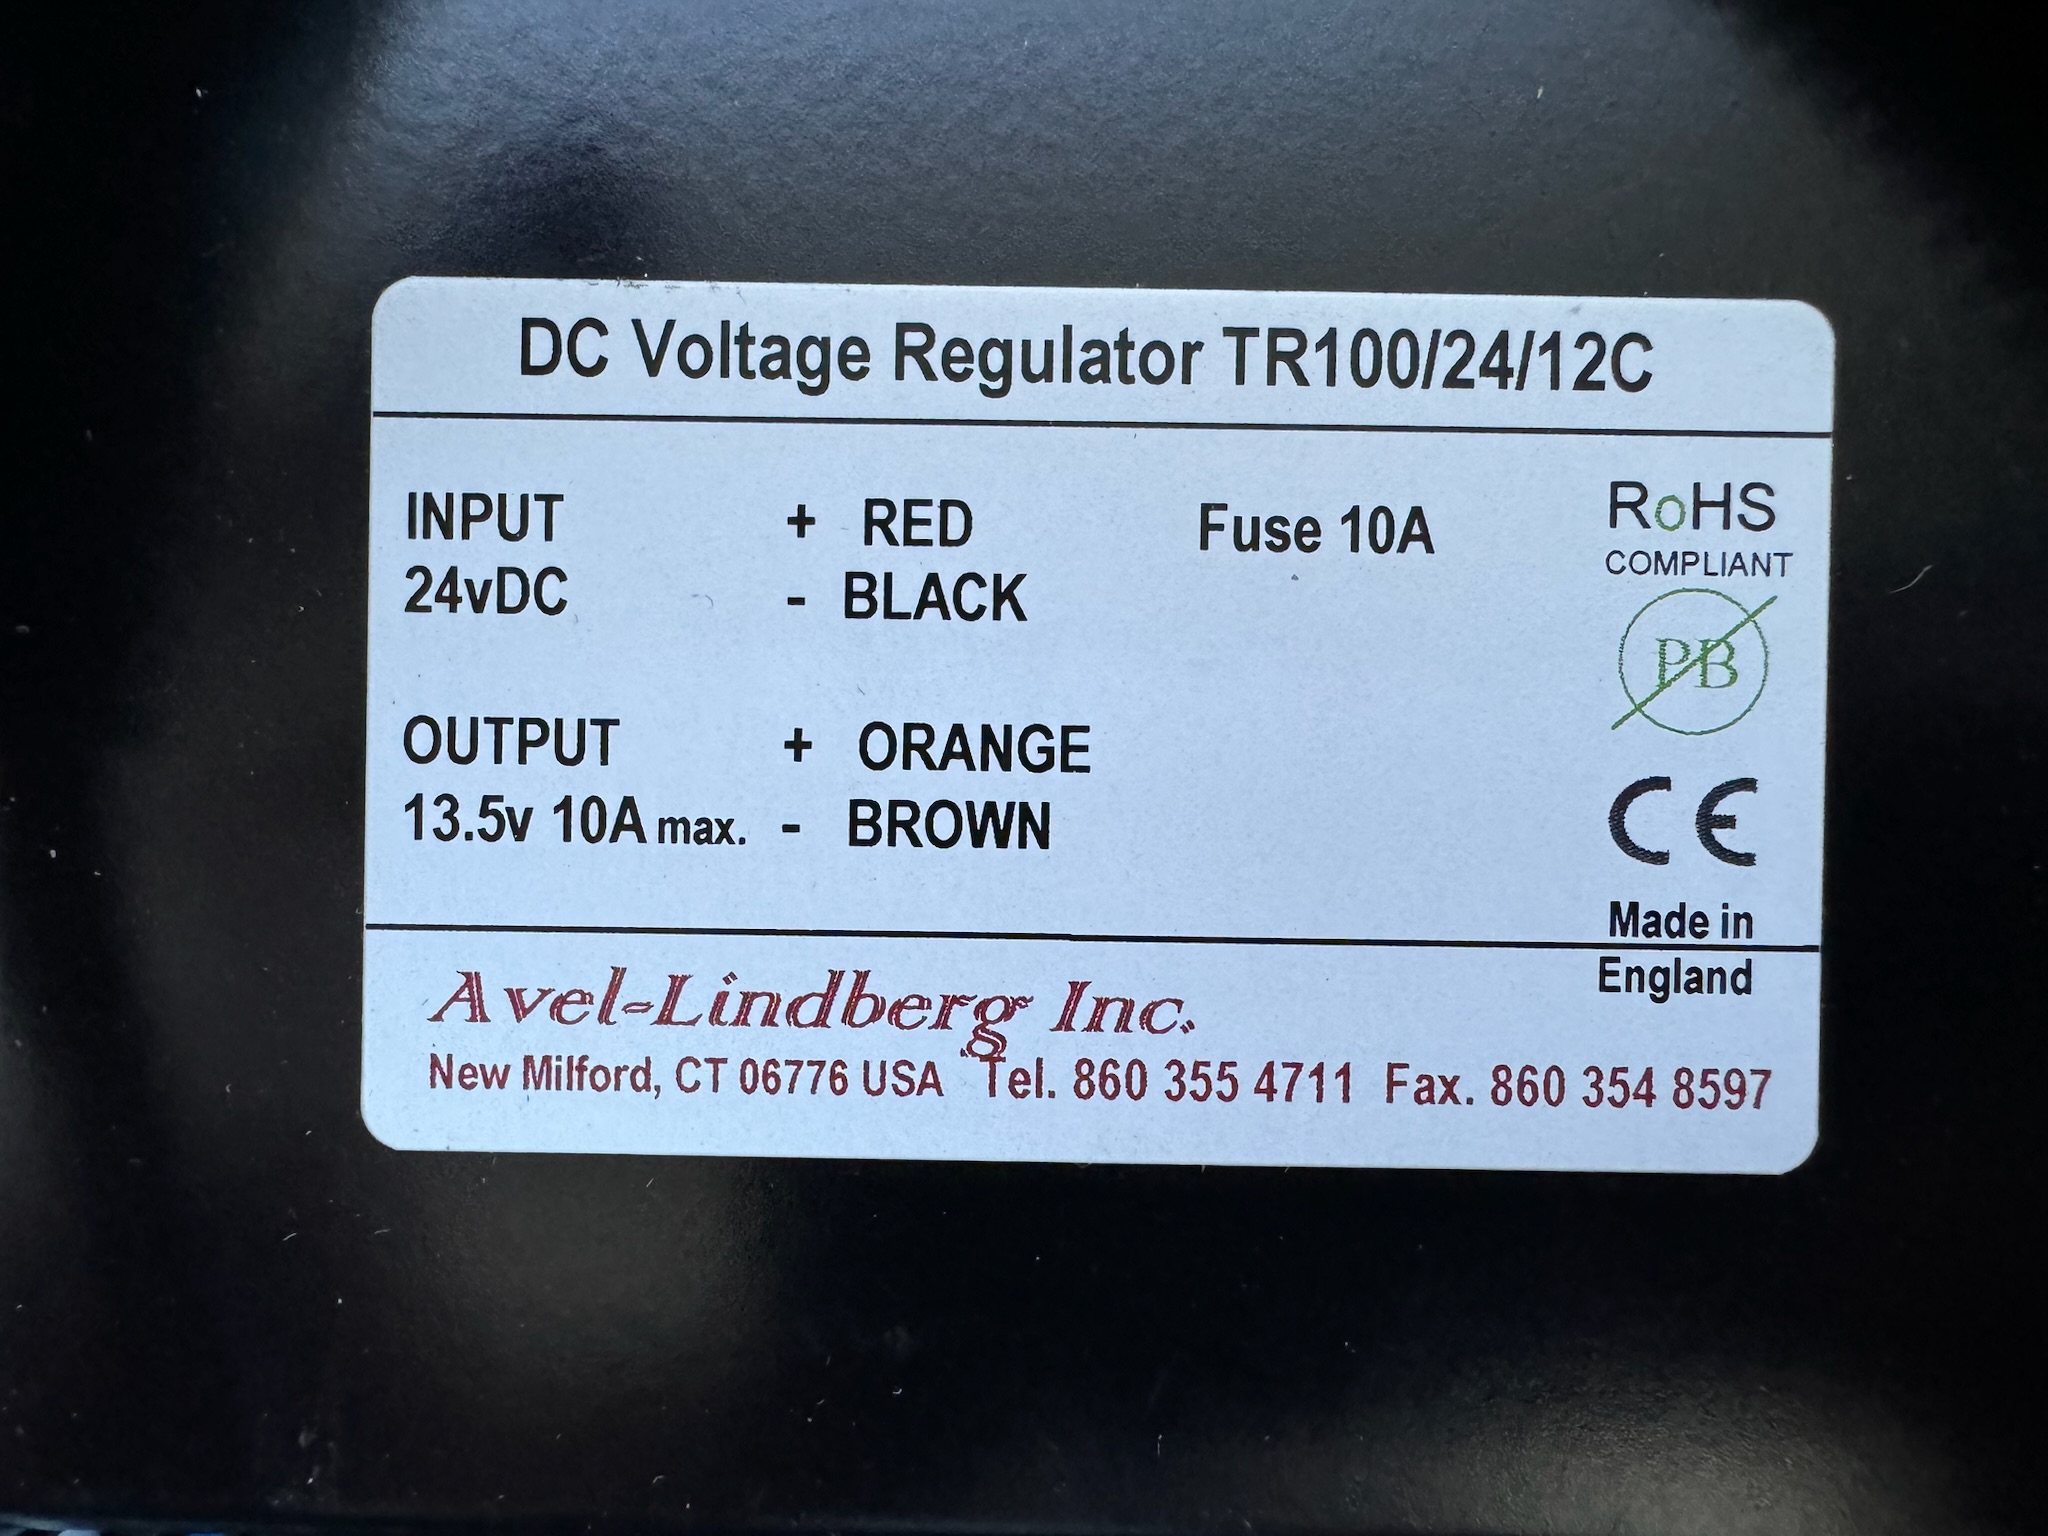 DC Voltage Regulator TR100/24/12C
INPUT + RED Fuse 10A
24vDC - BLACK
RoHS
COMPLIANT
PB
OUTPUT + ORANGE
13.5v 10A max. - BROWN
CE
Made in
England
Avel-Lindberg Inc.
New Milford, CT 06776 USA Tel. 860 355 4711 Fax. 860 354 8597